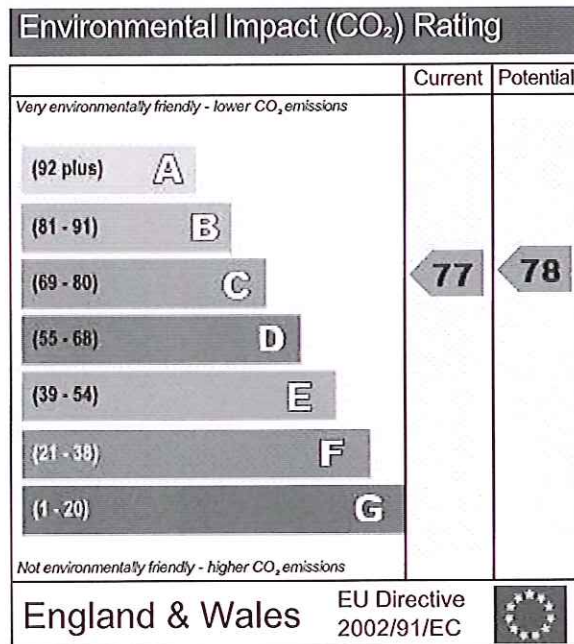 Environmental Impact (CO₂) Rating
Current Potential
Very environmentally friendly - lower CO₂ emissions
(92 plus) A
(81 - 91) B
(69 - 80) C
77 78
(55 - 68) D
(39 - 54) E
(21 - 38) F
(1 - 20) G
Not environmentally friendly - higher CO₂ emissions
England & Wales
EU Directive
2002/91/EC